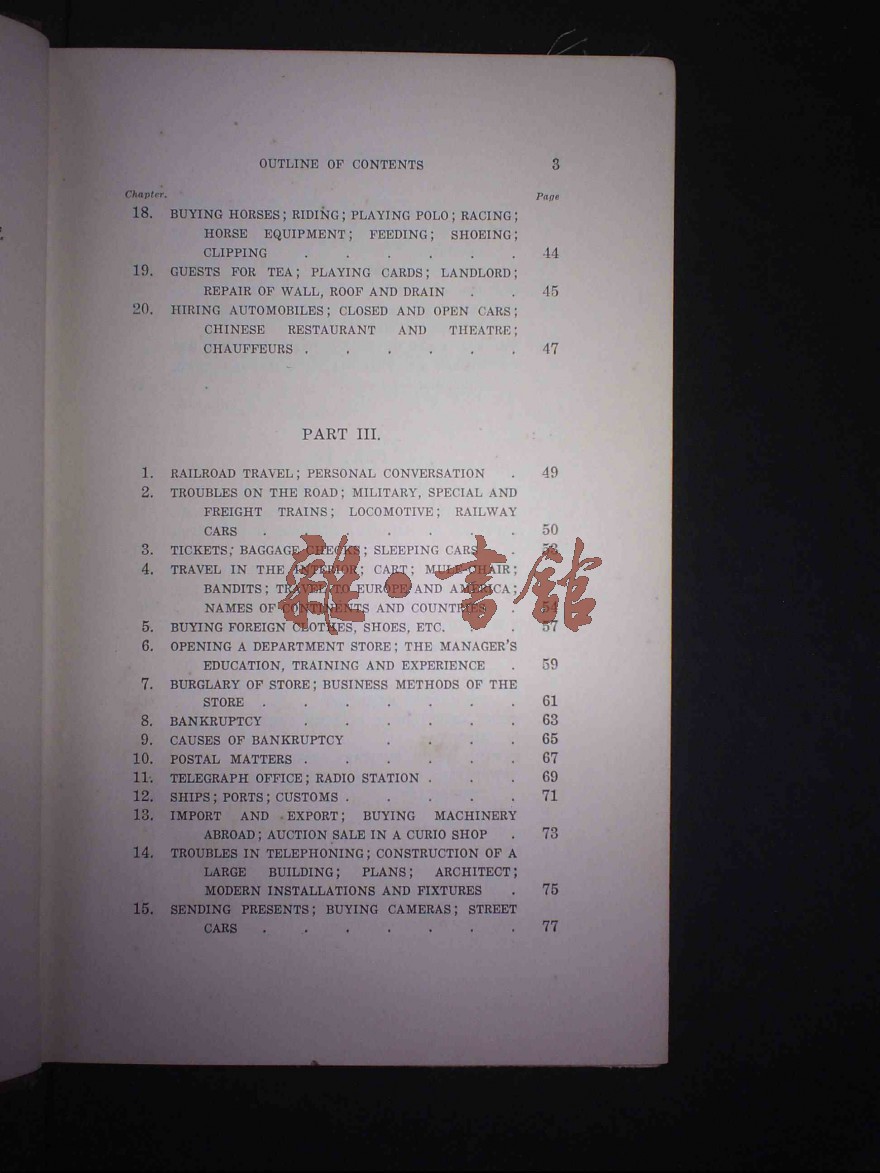 OUTLINE OF CONTENTS 3
Chapter. Page
18. BUYING HORSES; RIDING; PLAYING POLO; RACING;
HORSE EQUIPMENT; FEEDING; SHOEING;
CLIPPING . . . . . . 44
19. GUESTS FOR TEA; PLAYING CARDS; LANDLORD;
REPAIR OF WALL, ROOF AND DRAIN . . 45
20. HIRING AUTOMOBILES; CLOSED AND OPEN CARS;
CHINESE RESTAURANT AND THEATRE;
CHAUFFEURS . . . . . . 47
PART III.
1. RAILROAD TRAVEL; PERSONAL CONVERSATION . 49
2. TROUBLES ON THE ROAD; MILITARY, SPECIAL AND
FREIGHT TRAINS; LOCOMOTIVE; RAILWAY
CARS . . . . . . . 50
3. TICKETS; BAGGAGE CHECKS; SLEEPING CARS .
4. TRAVEL IN THE INTERIOR; CART; MULE CHAIR;
BANDITS; TRAVEL TO EUROPE AND AMERICA;
NAMES OF CONTINENTS AND COUNTRIES . 54
5. BUYING FOREIGN CLOTHES, SHOES, ETC. . . 57
6. OPENING A DEPARTMENT STORE; THE MANAGER'S
EDUCATION, TRAINING AND EXPERIENCE . 59
7. BURGLARY OF STORE; BUSINESS METHODS OF THE
STORE . . . . . . . 61
8. BANKRUPTCY . . . . . . 63
9. CAUSES OF BANKRUPTCY . . . . 65
10. POSTAL MATTERS . . . . . . 67
11. TELEGRAPH OFFICE; RADIO STATION . . . 69
12. SHIPS; PORTS; CUSTOMS . . . . . 71
13. IMPORT AND EXPORT; BUYING MACHINERY
ABROAD; AUCTION SALE IN A CURIO SHOP . 73
14. TROUBLES IN TELEPHONING; CONSTRUCTION OF A
LARGE BUILDING; PLANS; ARCHITECT;
MODERN INSTALLATIONS AND FIXTURES . 75
15. SENDING PRESENTS; BUYING CAMERAS; STREET
CARS . . . . . . . 77
雜·書館